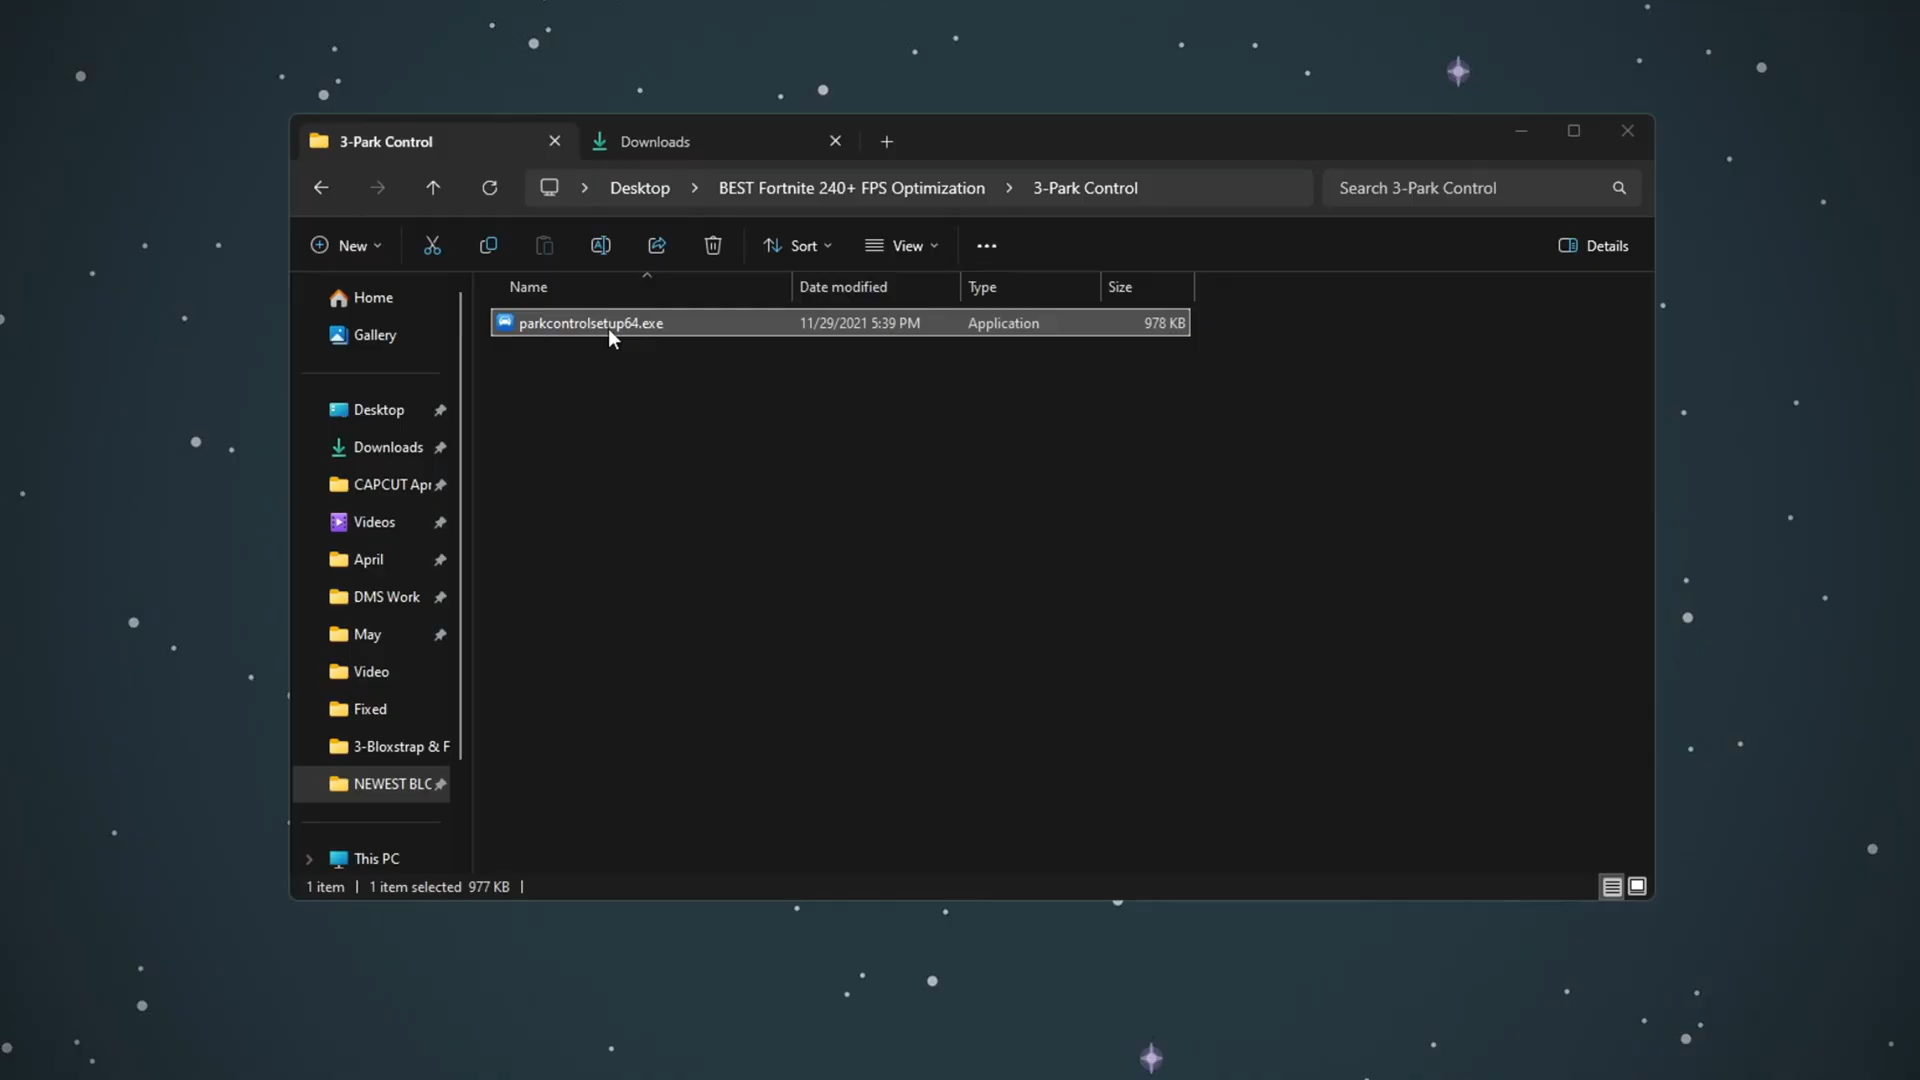 3-Park Control
Downloads
Desktop > BEST Fortnite 240+ FPS Optimization > 3-Park Control
Search 3-Park Control
New
Sort
View
Details
Name
Date modified
Type
Size
parkcontrolsetup64.exe
11/29/2021 5:39 PM
Application
978 KB
Home
Gallery
Desktop
Downloads
CAPCUT Apr
Videos
April
DMS Work
May
Video
Fixed
3-Bloxstrap & F
NEWEST BLC
This PC
1 item | 1 item selected 977 KB |